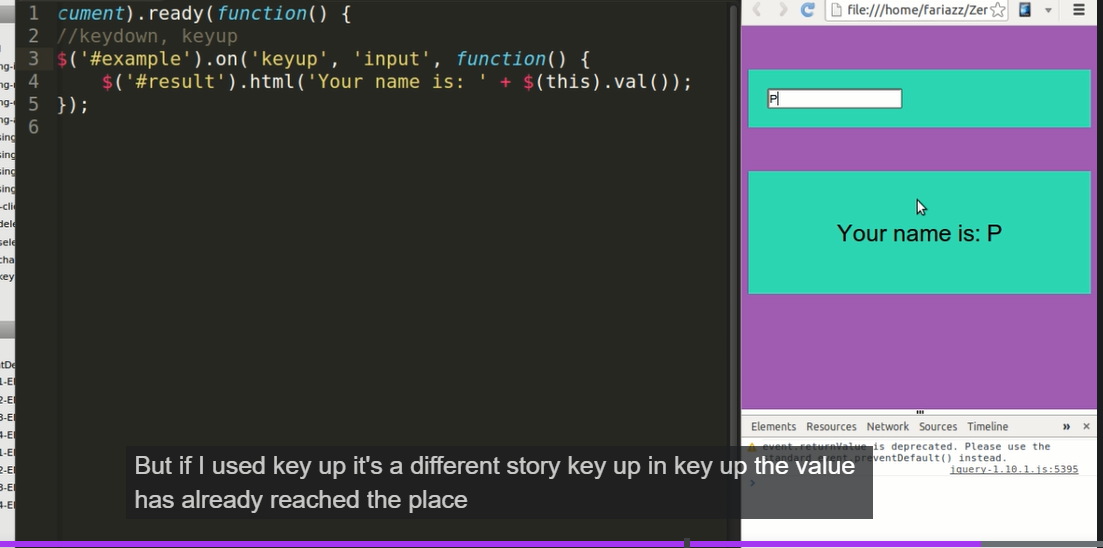 1 cument).ready(function() {
2 //keydown, keyup
3 $('#example').on('keyup', 'input', function() {
4 $('#result').html('Your name is: ' + $(this).val());
5 });
6
file:///home/fariazz/Zer
P
Your name is: P
Elements Resources Network Sources Timeline » ×
event.returnValue is deprecated. Please use the
standard event.preventDefault() instead.
jquery-1.10.1.js:5395
But if I used key up it's a different story key up in key up the value
has already reached the place
ng-
ng-
ng-
sing
sing
sing
sing
-clic
dele
sele
cha
key
1-El
2-El
3-El
4-El
1-El
2-El
3-El
4-El